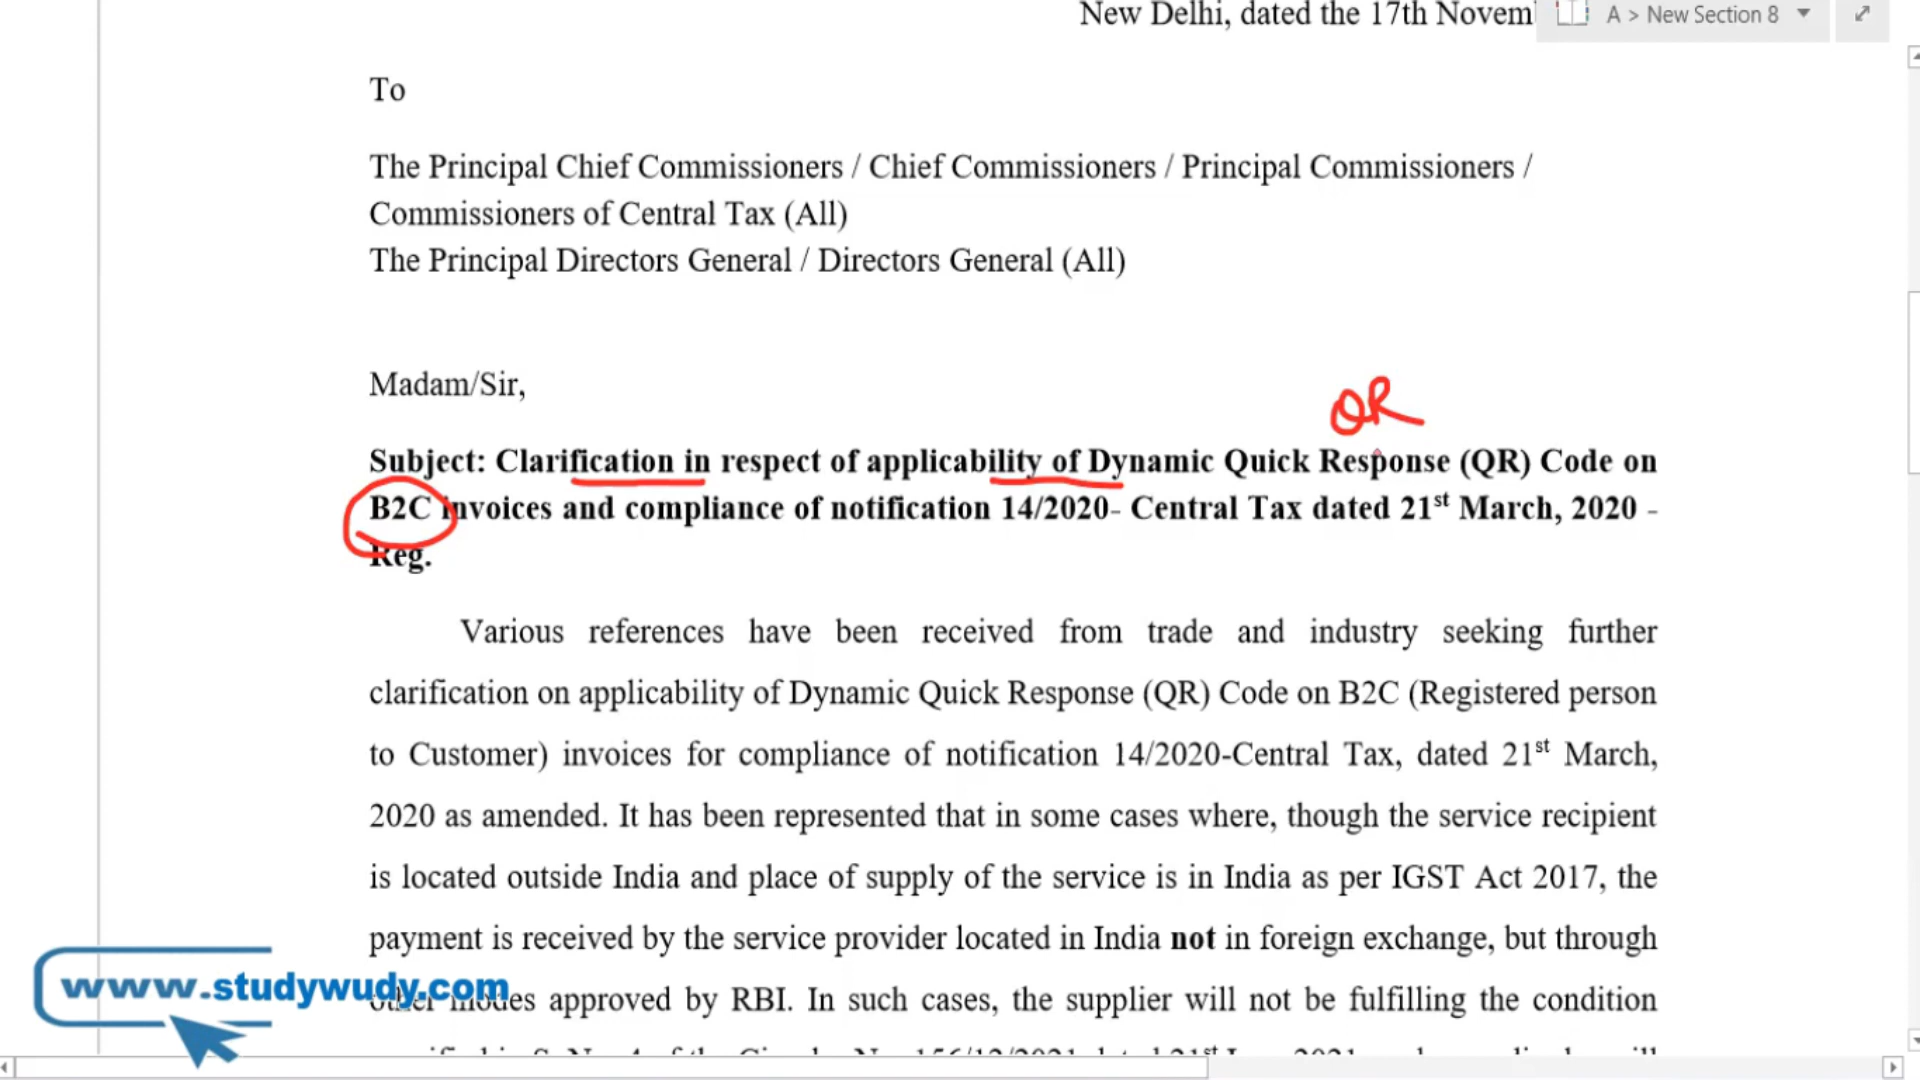 New Delhi, dated the 17th Novem
A > New Section 8
To
The Principal Chief Commissioners / Chief Commissioners / Principal Commissioners /
Commissioners of Central Tax (All)
The Principal Directors General / Directors General (All)
Madam/Sir,
QR
Subject: Clarification in respect of applicability of Dynamic Quick Response (QR) Code on
B2C invoices and compliance of notification 14/2020- Central Tax dated 21st March, 2020 -
Reg.
Various references have been received from trade and industry seeking further
clarification on applicability of Dynamic Quick Response (QR) Code on B2C (Registered person
to Customer) invoices for compliance of notification 14/2020-Central Tax, dated 21st March,
2020 as amended. It has been represented that in some cases where, though the service recipient
is located outside India and place of supply of the service is in India as per IGST Act 2017, the
payment is received by the service provider located in India not in foreign exchange, but through
other modes approved by RBI. In such cases, the supplier will not be fulfilling the condition
www.studywudy.com